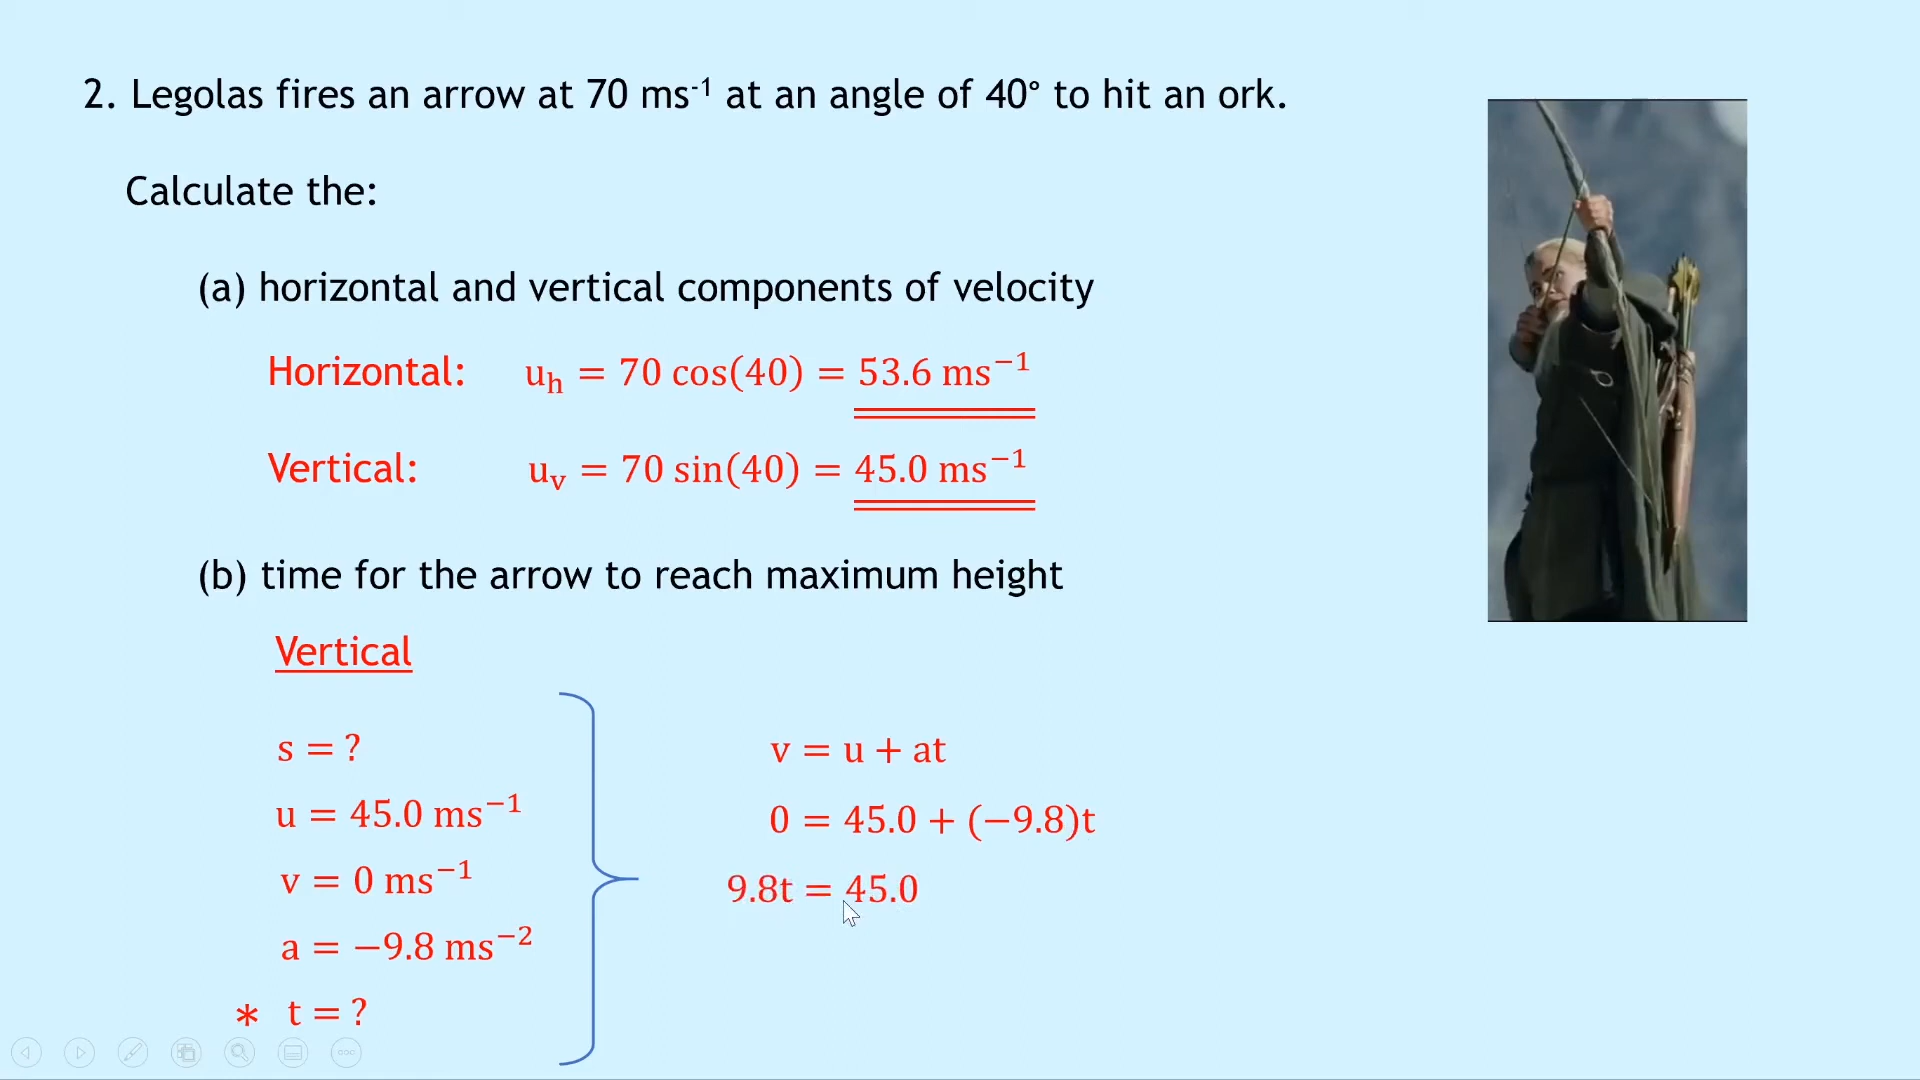 2. Legolas fires an arrow at 70 ms⁻¹ at an angle of 40° to hit an ork.
Calculate the:
(a) horizontal and vertical components of velocity
Horizontal: uₕ = 70 cos(40) = 53.6 ms⁻¹
Vertical: uᵥ = 70 sin(40) = 45.0 ms⁻¹
(b) time for the arrow to reach maximum height
Vertical
s = ?
u = 45.0 ms⁻¹
v = 0 ms⁻¹
a = −9.8 ms⁻²
* t = ?
v = u + at
0 = 45.0 + (−9.8)t
9.8t = 45.0